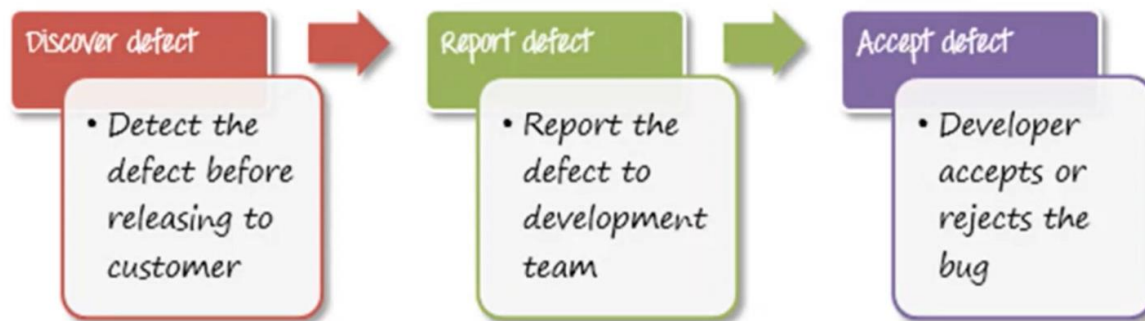 Discover defect
• Detect the
defect before
releasing to
customer
Report defect
• Report the
defect to
development
team
Accept defect
• Developer
accepts or
rejects the
bug